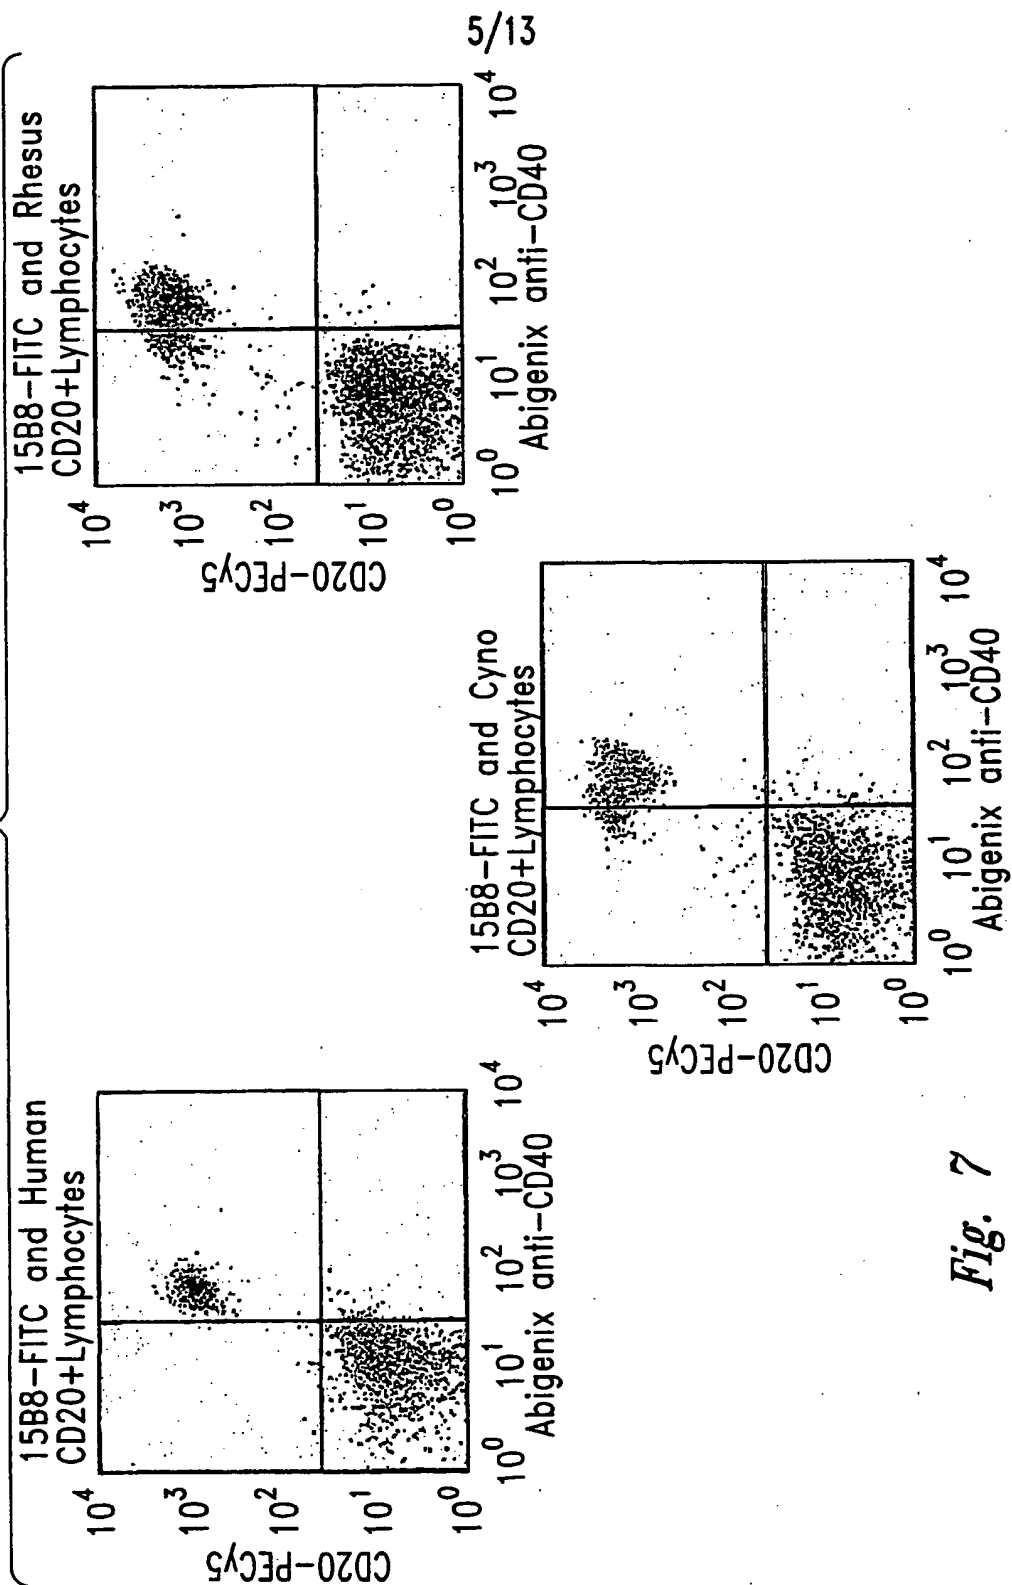 5/13
15B8-FITC and Human
CD20+Lymphocytes
CD20-PECy5
10^4
10^3
10^2
10^1
10^0
10^0 10^1 10^2 10^3 10^4
Abigenix anti-CD40
15B8-FITC and Rhesus
CD20+Lymphocytes
CD20-PECy5
10^4
10^3
10^2
10^1
10^0
10^0 10^1 10^2 10^3 10^4
Abigenix anti-CD40
15B8-FITC and Cyno
CD20+Lymphocytes
CD20-PECy5
10^4
10^3
10^2
10^1
10^0
10^0 10^1 10^2 10^3 10^4
Abigenix anti-CD40
Fig. 7